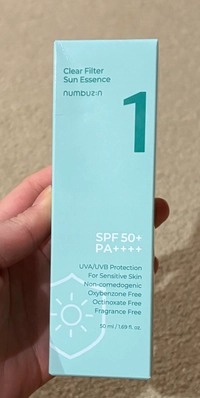 Clear Filter
Sun Essence
numbuz:n
1
SPF 50+
PA++++
UVA/UVB Protection
For Sensitive Skin
Non-comedogenic
Oxybenzone Free
Octinoxate Free
Fragrance Free
50 ml / 1.69 fl. oz.